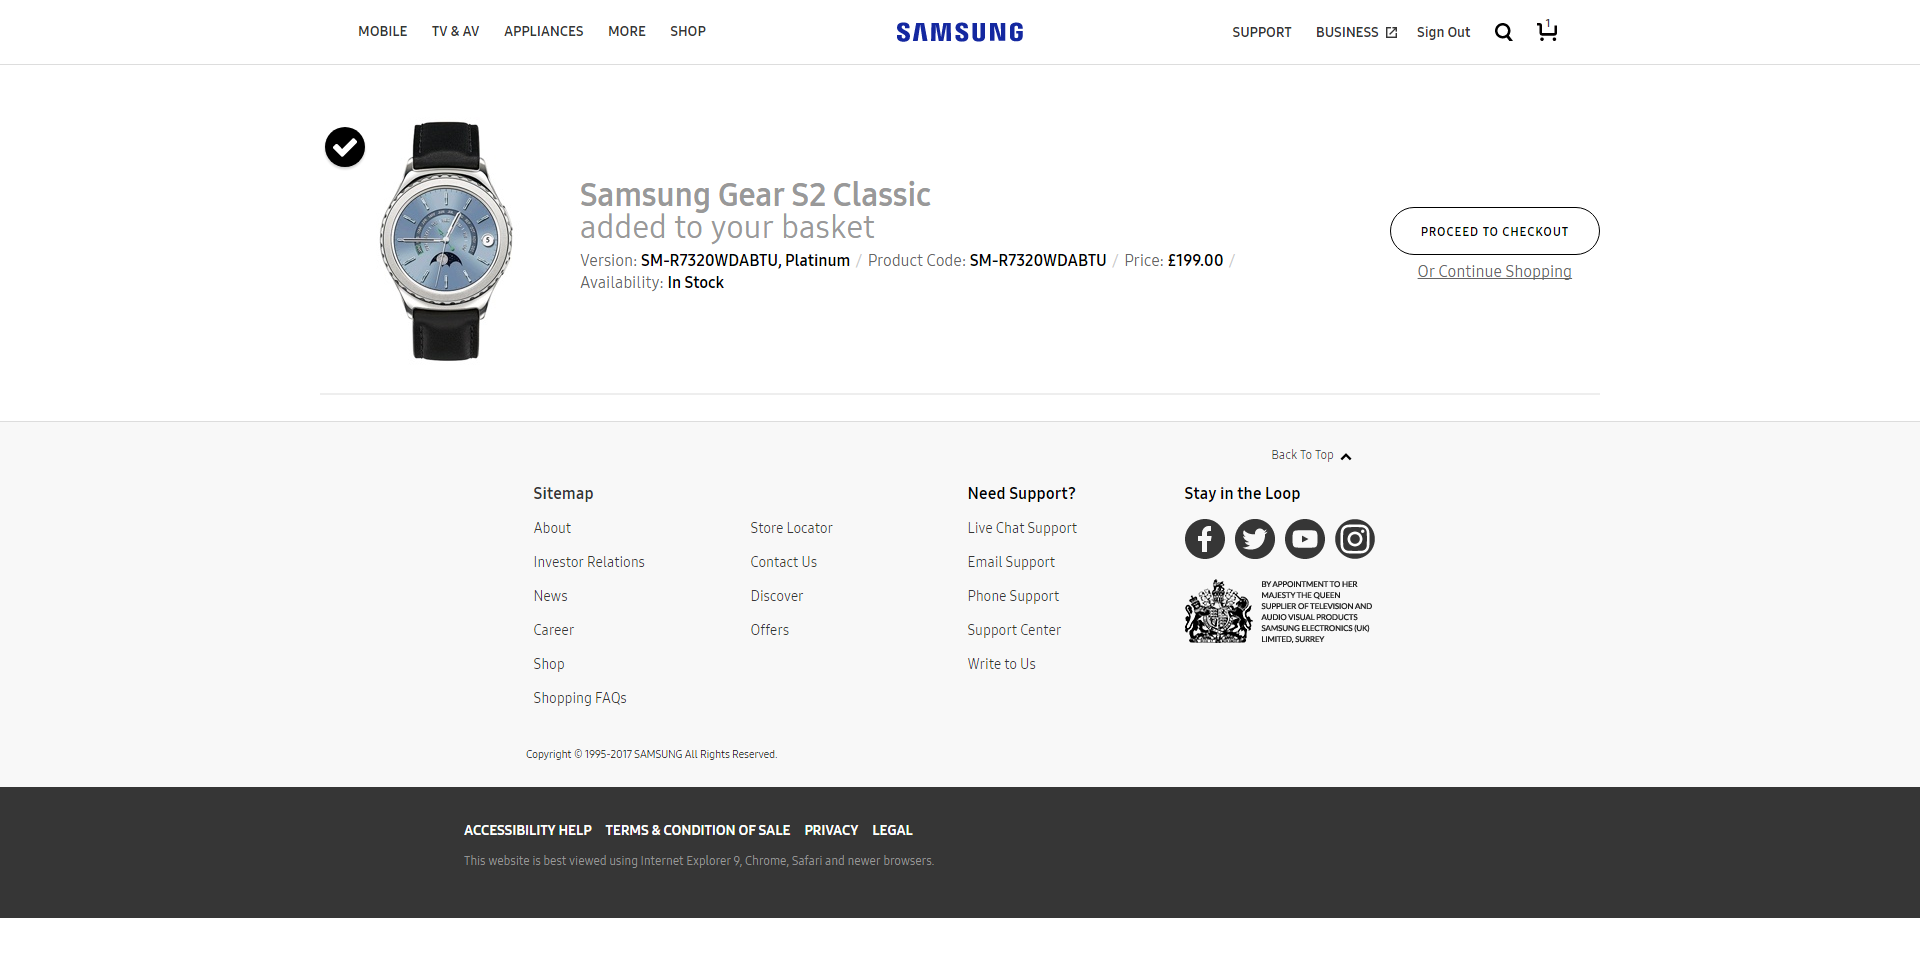 MOBILE TV & AV APPLIANCES MORE SHOP SAMSUNG SUPPORT BUSINESS Sign Out 1
Samsung Gear S2 Classic
added to your basket
Version: SM-R7320WDABTU, Platinum / Product Code: SM-R7320WDABTU / Price: £199.00 /
Availability: In Stock
5
PROCEED TO CHECKOUT
Or Continue Shopping
Back To Top
Sitemap
About
Investor Relations
News
Career
Shop
Shopping FAQs
Store Locator
Contact Us
Discover
Offers
Need Support?
Live Chat Support
Email Support
Phone Support
Support Center
Write to Us
Stay in the Loop
BY APPOINTMENT TO HER
MAJESTY THE QUEEN
SUPPLIER OF TELEVISION AND
AUDIO VISUAL PRODUCTS
SAMSUNG ELECTRONICS (UK)
LIMITED, SURREY
Copyright © 1995-2017 SAMSUNG All Rights Reserved.
ACCESSIBILITY HELP TERMS & CONDITION OF SALE PRIVACY LEGAL
This website is best viewed using Internet Explorer 9, Chrome, Safari and newer browsers.